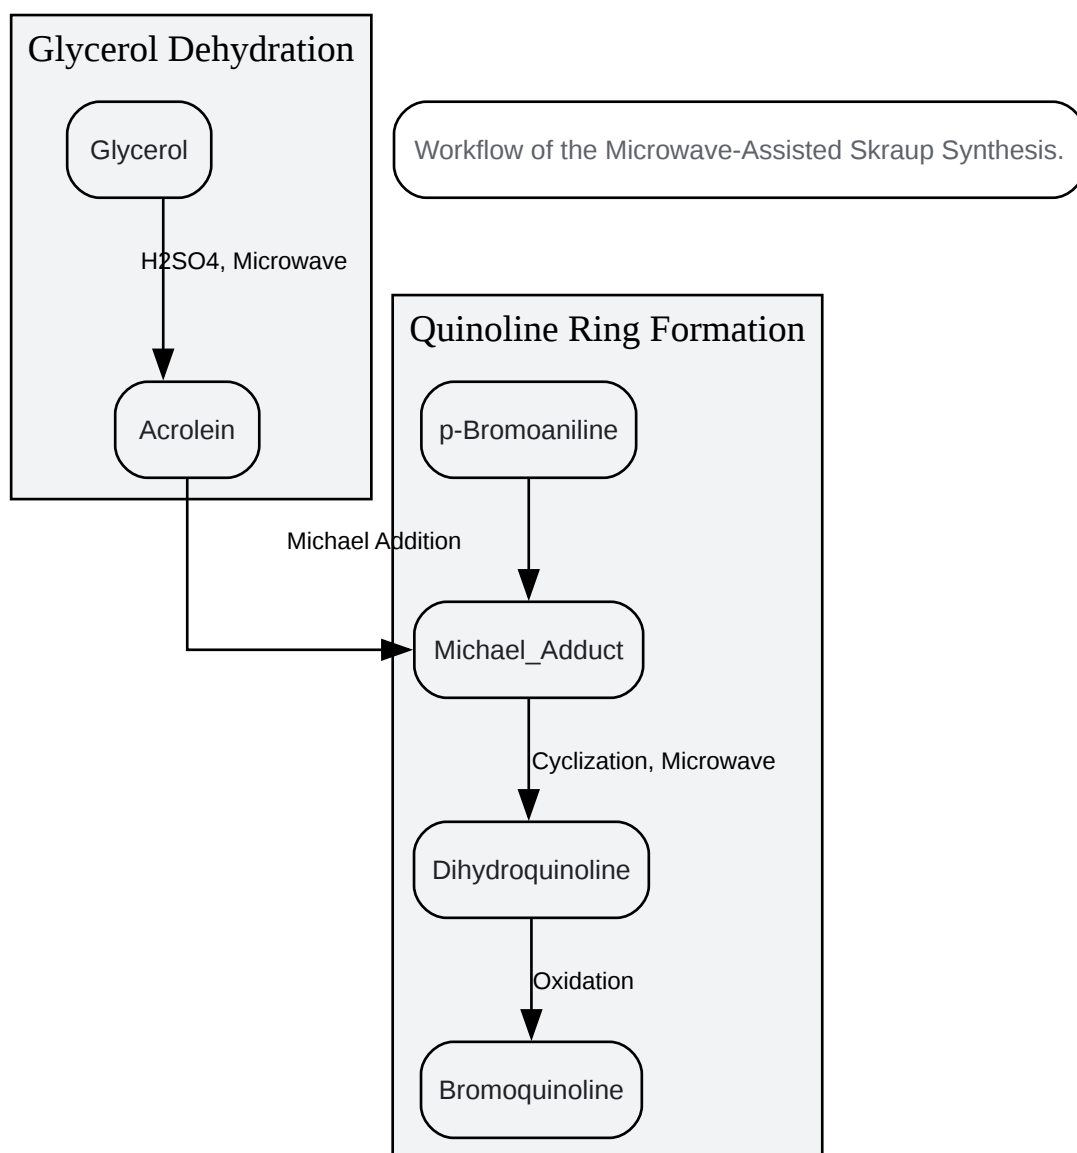 Glycerol Dehydration
Glycerol
Workflow of the Microwave-Assisted Skraup Synthesis.
H2SO4, Microwave
Quinoline Ring Formation
Acrolein
p-Bromoaniline
Michael Addition
Michael_Adduct
Cyclization, Microwave
Dihydroquinoline
Oxidation
Bromoquinoline